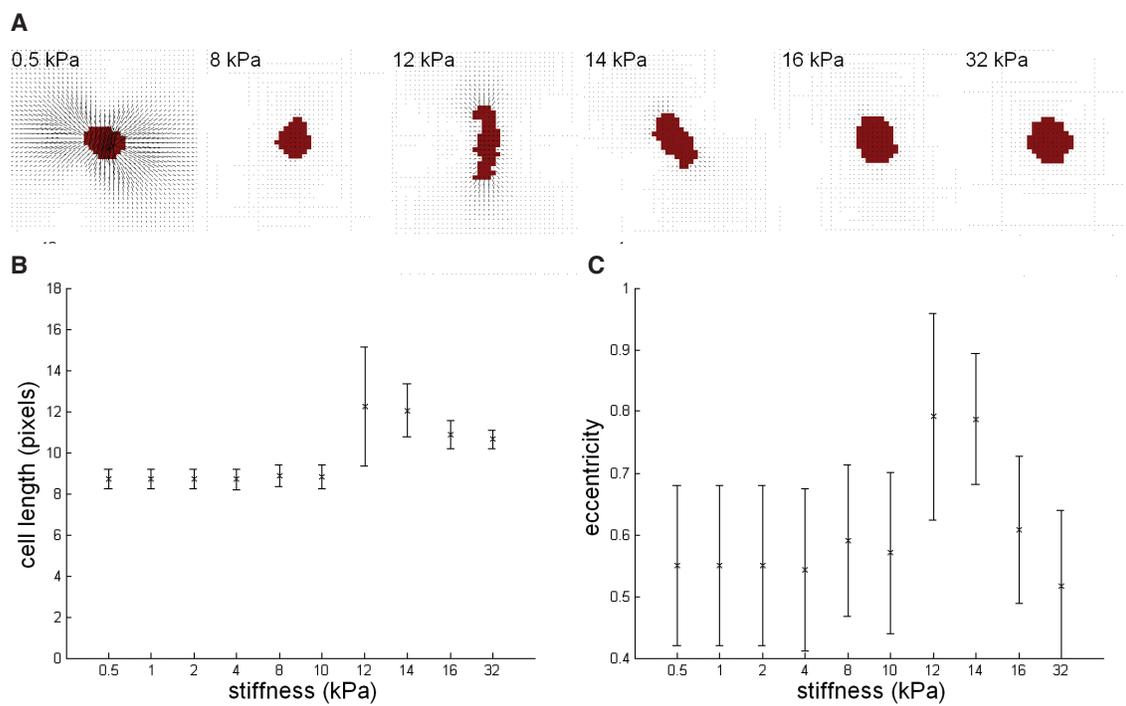 A
0.5 kPa 8 kPa 12 kPa 14 kPa 16 kPa 32 kPa
B
18
16
14
12
10
8
6
4
2
0
cell length (pixels)
0.5 1 2 4 8 10 12 14 16 32
stiffness (kPa)
C
1
0.9
0.8
0.7
0.6
0.5
0.4
eccentricity
0.5 1 2 4 8 10 12 14 16 32
stiffness (kPa)